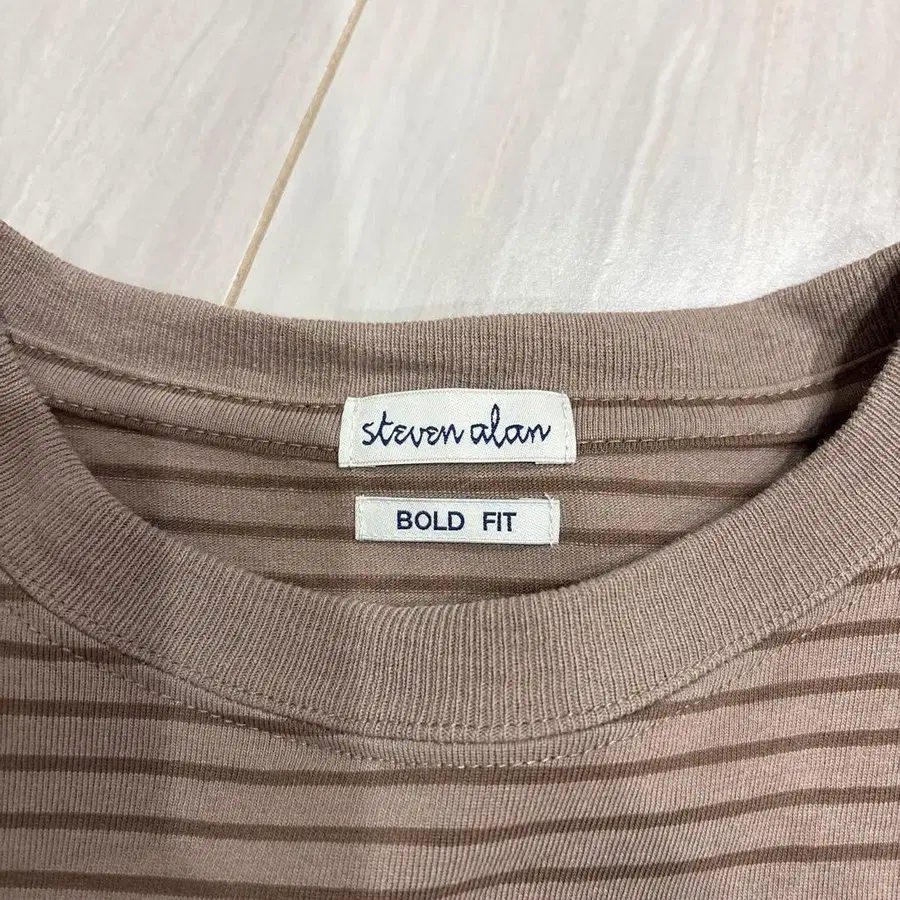 steven alan
BOLD FIT